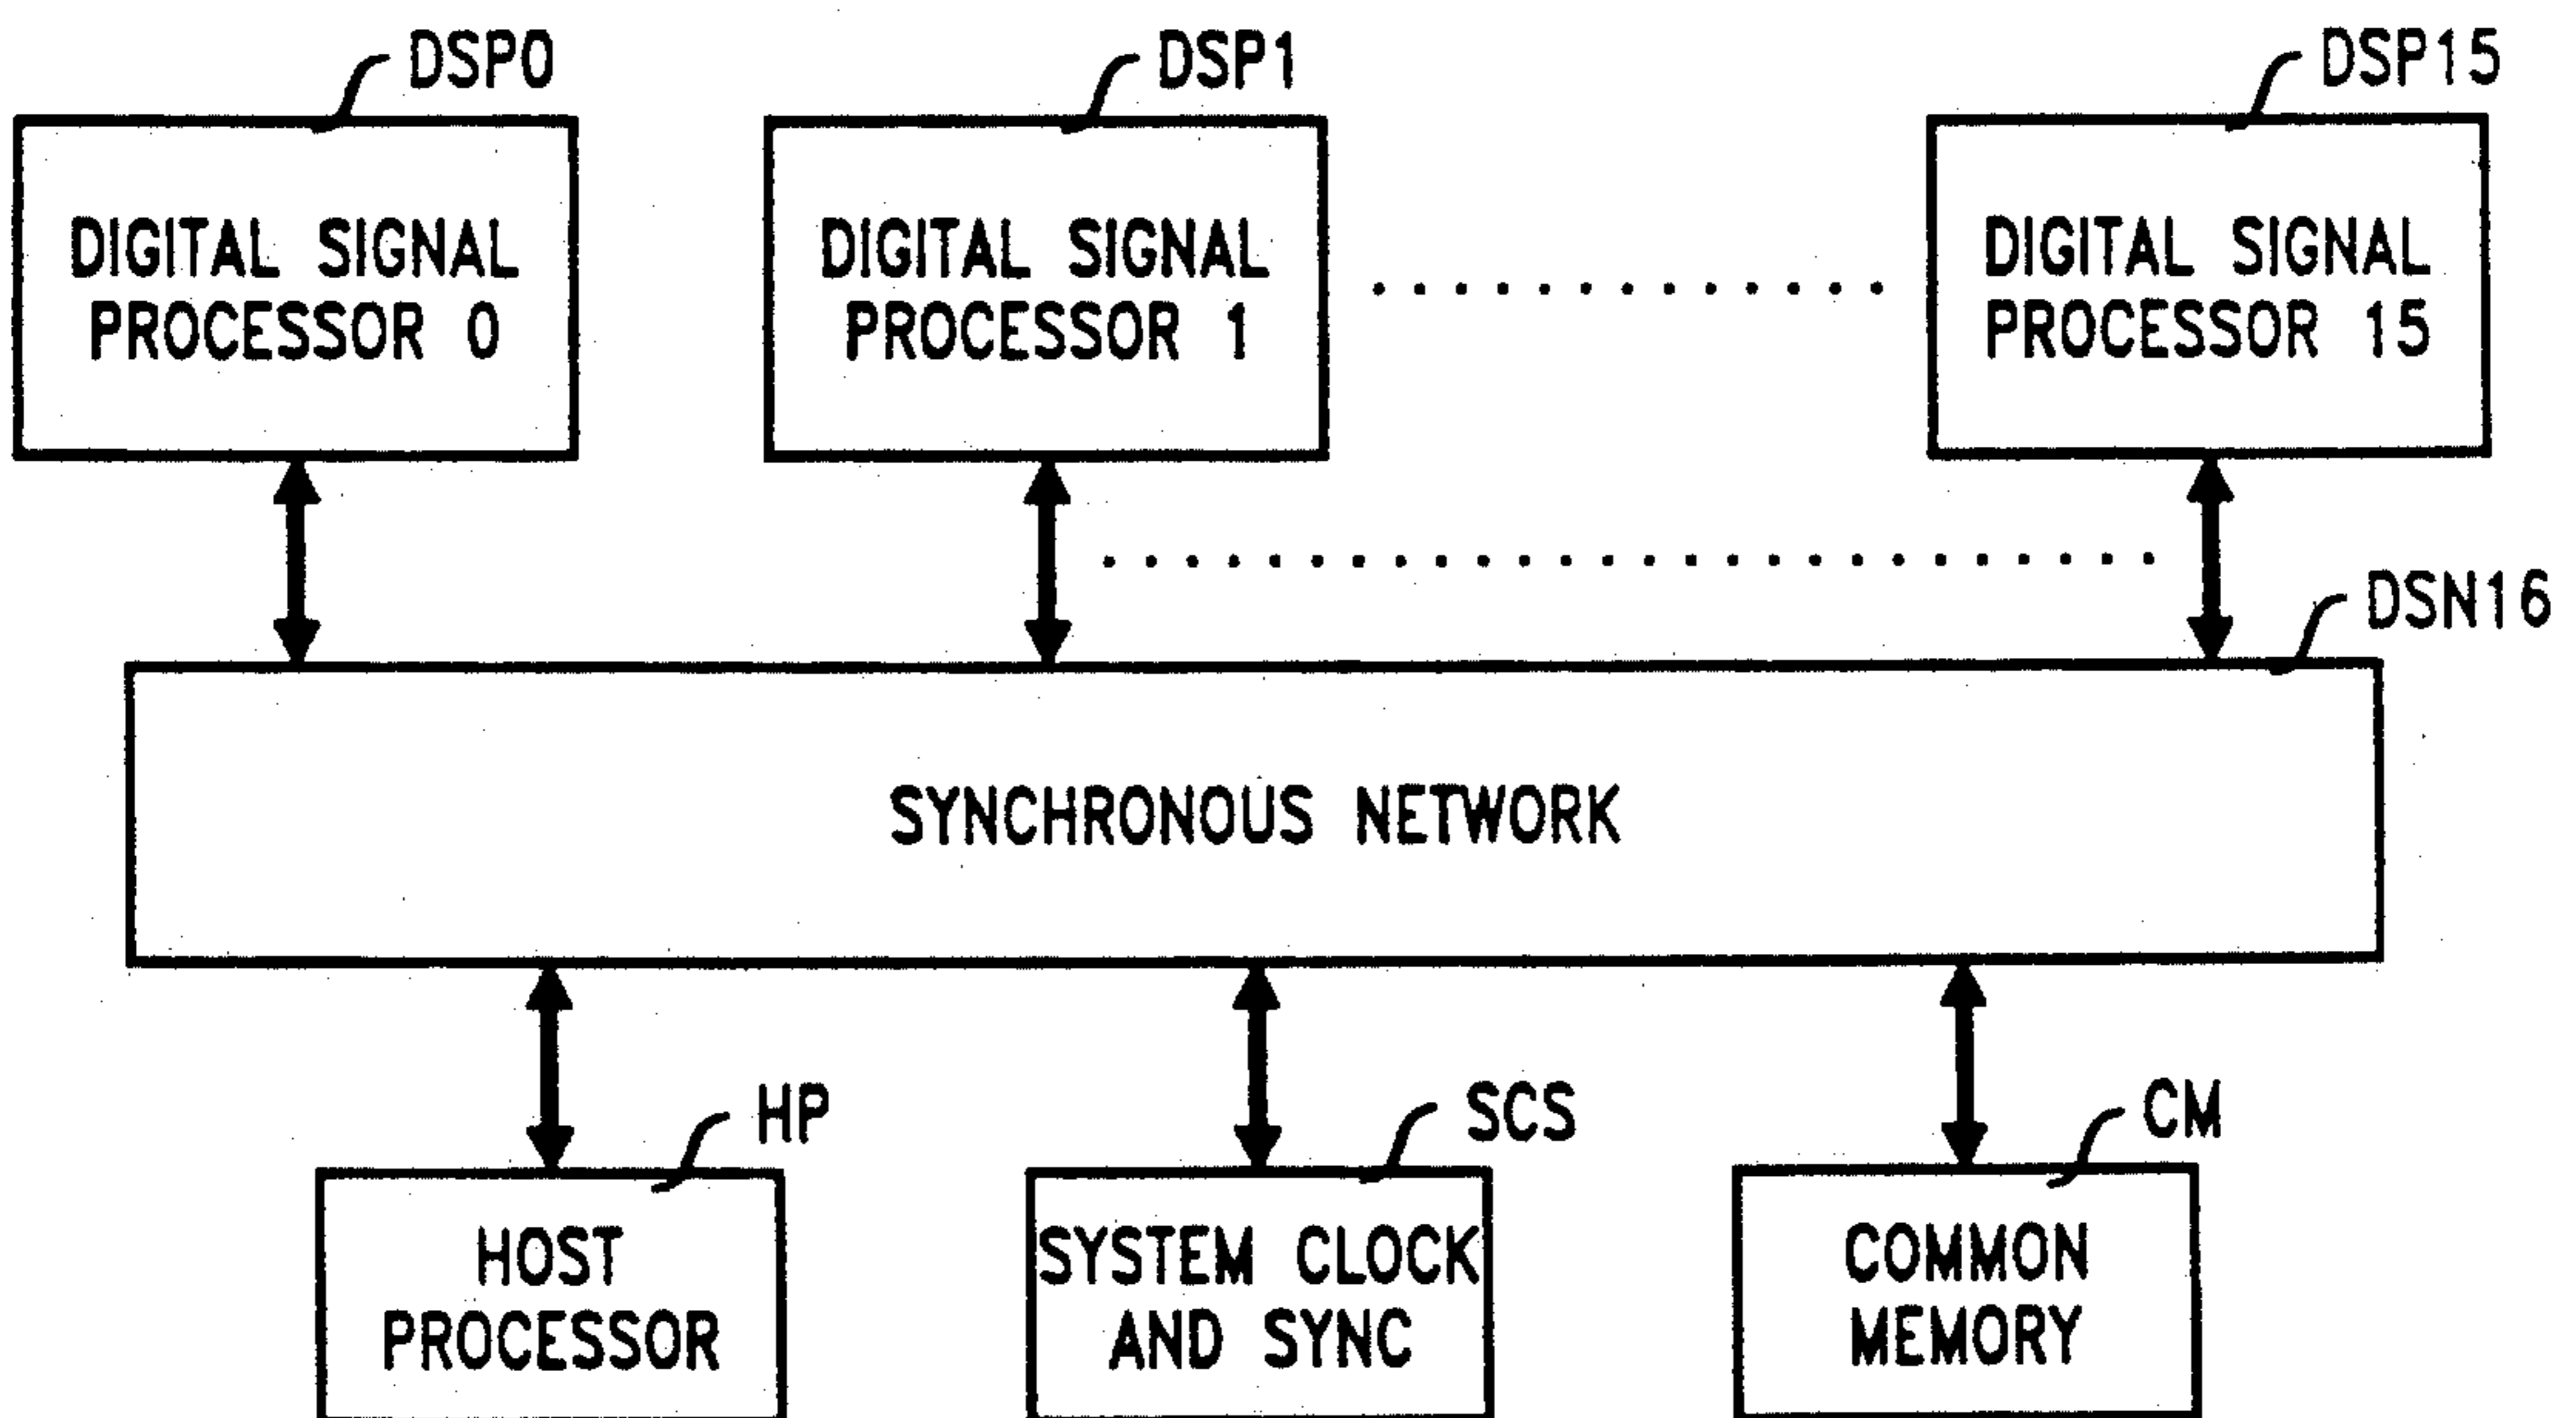 DSP0
DSP1
DSP15
DIGITAL SIGNAL
PROCESSOR 0
DIGITAL SIGNAL
PROCESSOR 1
DIGITAL SIGNAL
PROCESSOR 15
DSN16
SYNCHRONOUS NETWORK
HP
SCS
CM
HOST
PROCESSOR
SYSTEM CLOCK
AND SYNC
COMMON
MEMORY